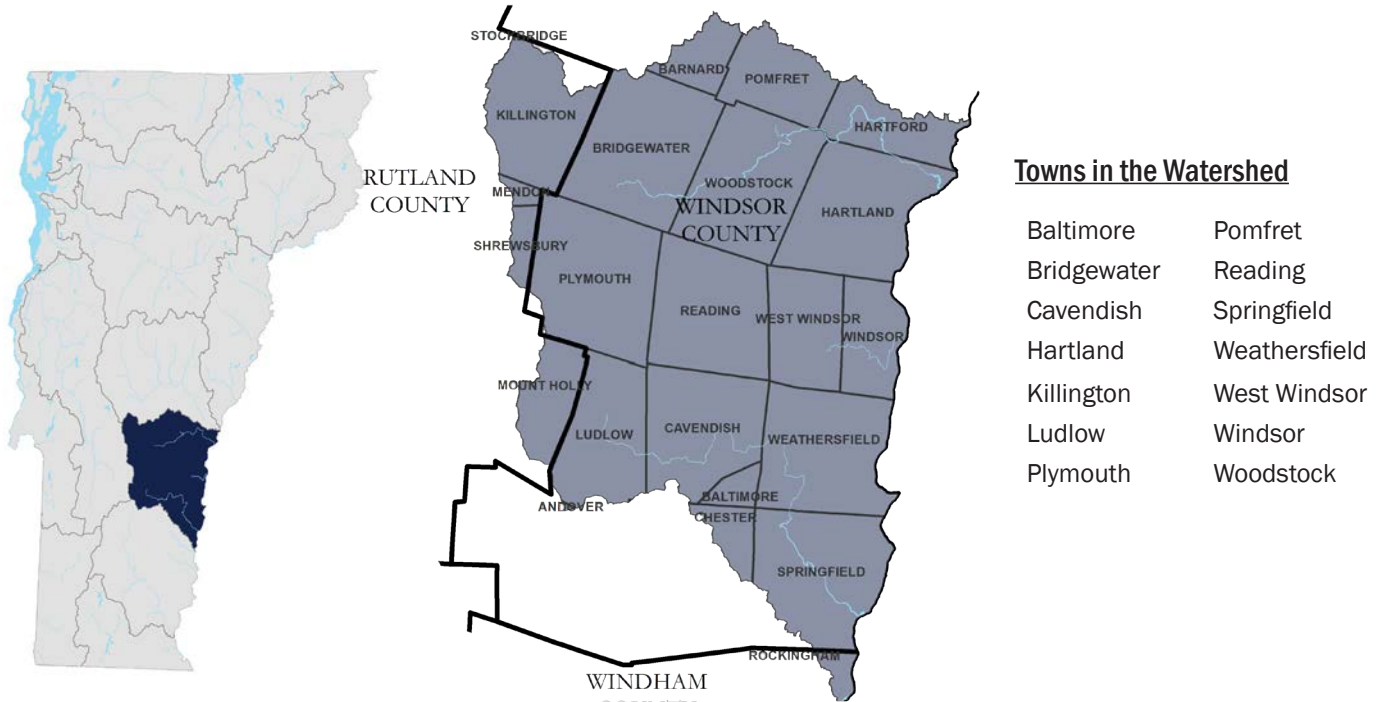 STOCKBRIDGE
BARNARD
POMFRET
KILLINGTON
HARTFORD
BRIDGEWATER
RUTLAND
COUNTY
MENDON
WOODSTOCK
WINDSOR
COUNTY
HARTLAND
SHREWSBURY
PLYMOUTH
READING
WEST WINDSOR
WINDSOR
MOUNT HOLLY
LUDLOW
CAVENDISH
WEATHERSFIELD
BALTIMORE
ANDOVER
CHESTER
SPRINGFIELD
ROCKINGHAM
WINDHAM
Towns in the Watershed
Baltimore
Bridgewater
Cavendish
Hartland
Killington
Ludlow
Plymouth
Pomfret
Reading
Springfield
Weathersfield
West Windsor
Windsor
Woodstock